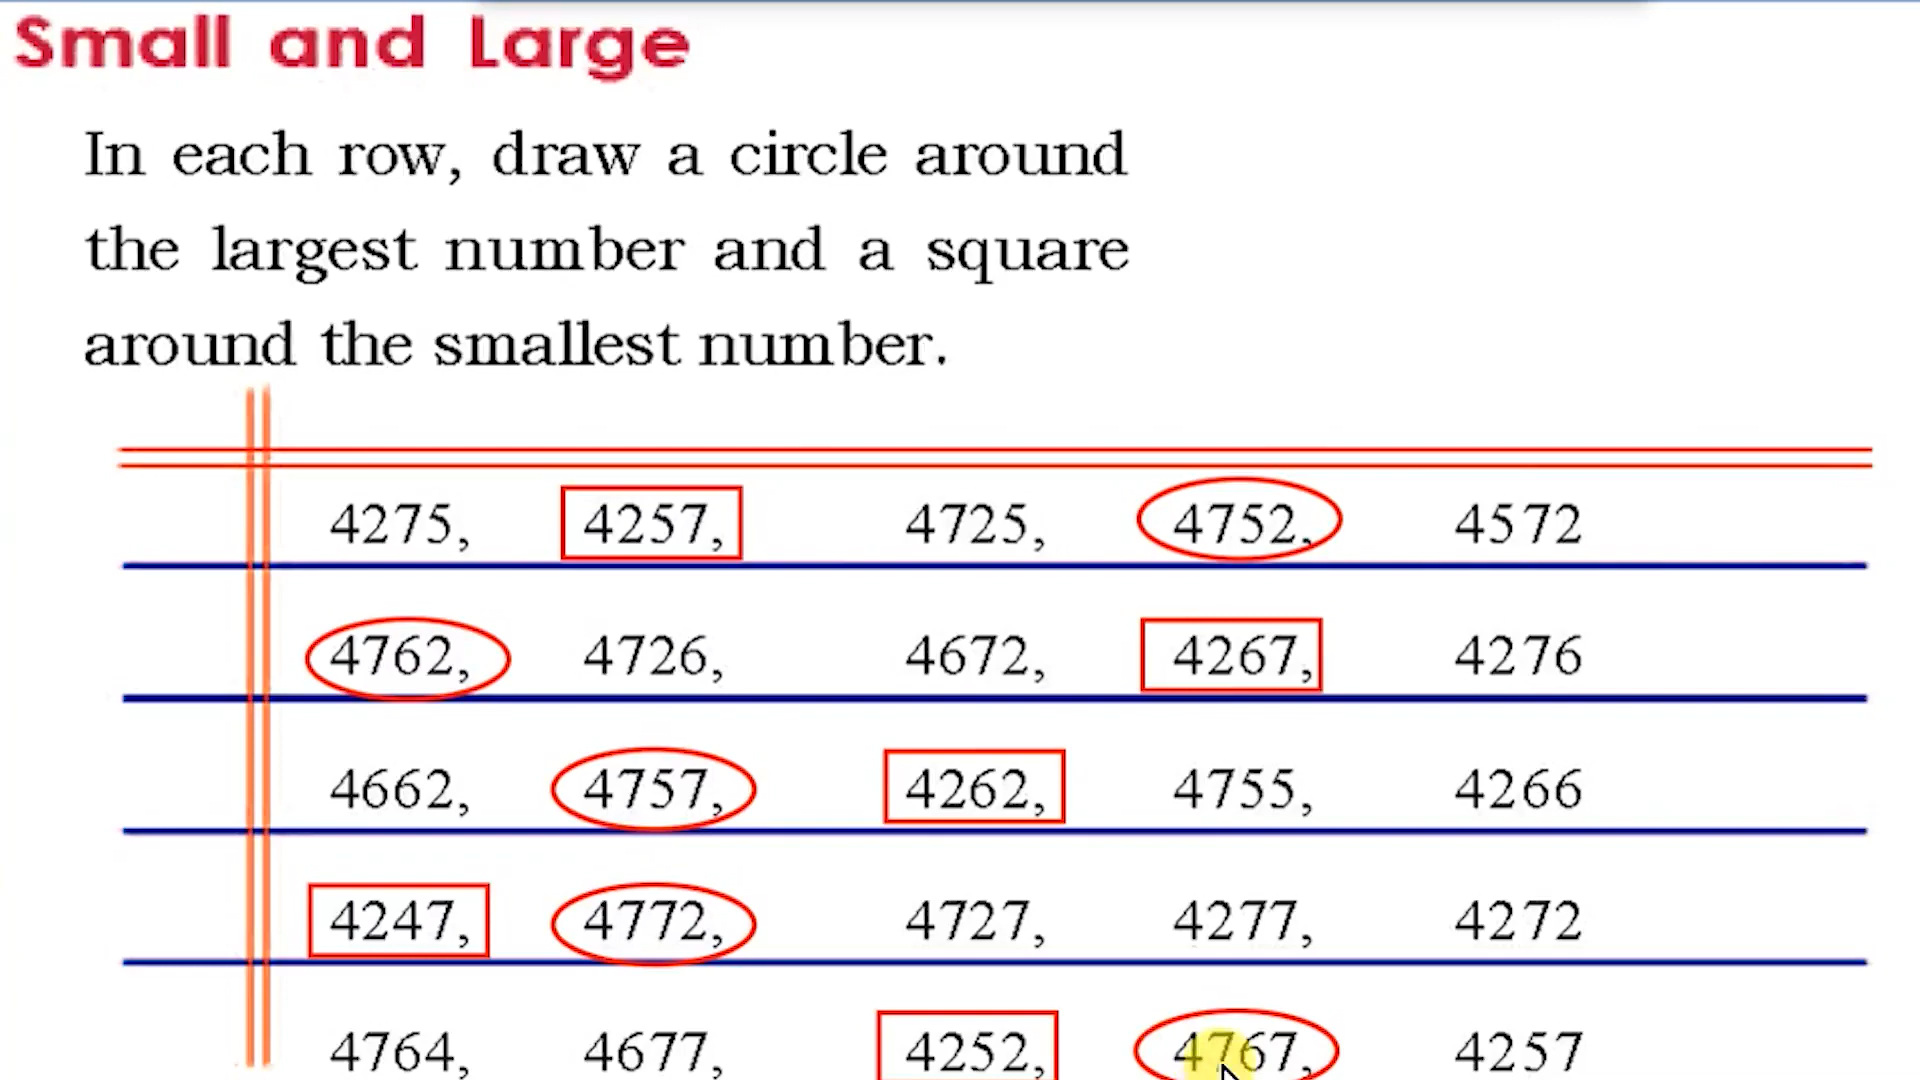 Small and Large
In each row, draw a circle around
the largest number and a square
around the smallest number.
4275, 4257, 4725, 4752, 4572
4762, 4726, 4672, 4267, 4276
4662, 4757, 4262, 4755, 4266
4247, 4772, 4727, 4277, 4272
4764, 4677, 4252, 4767, 4257